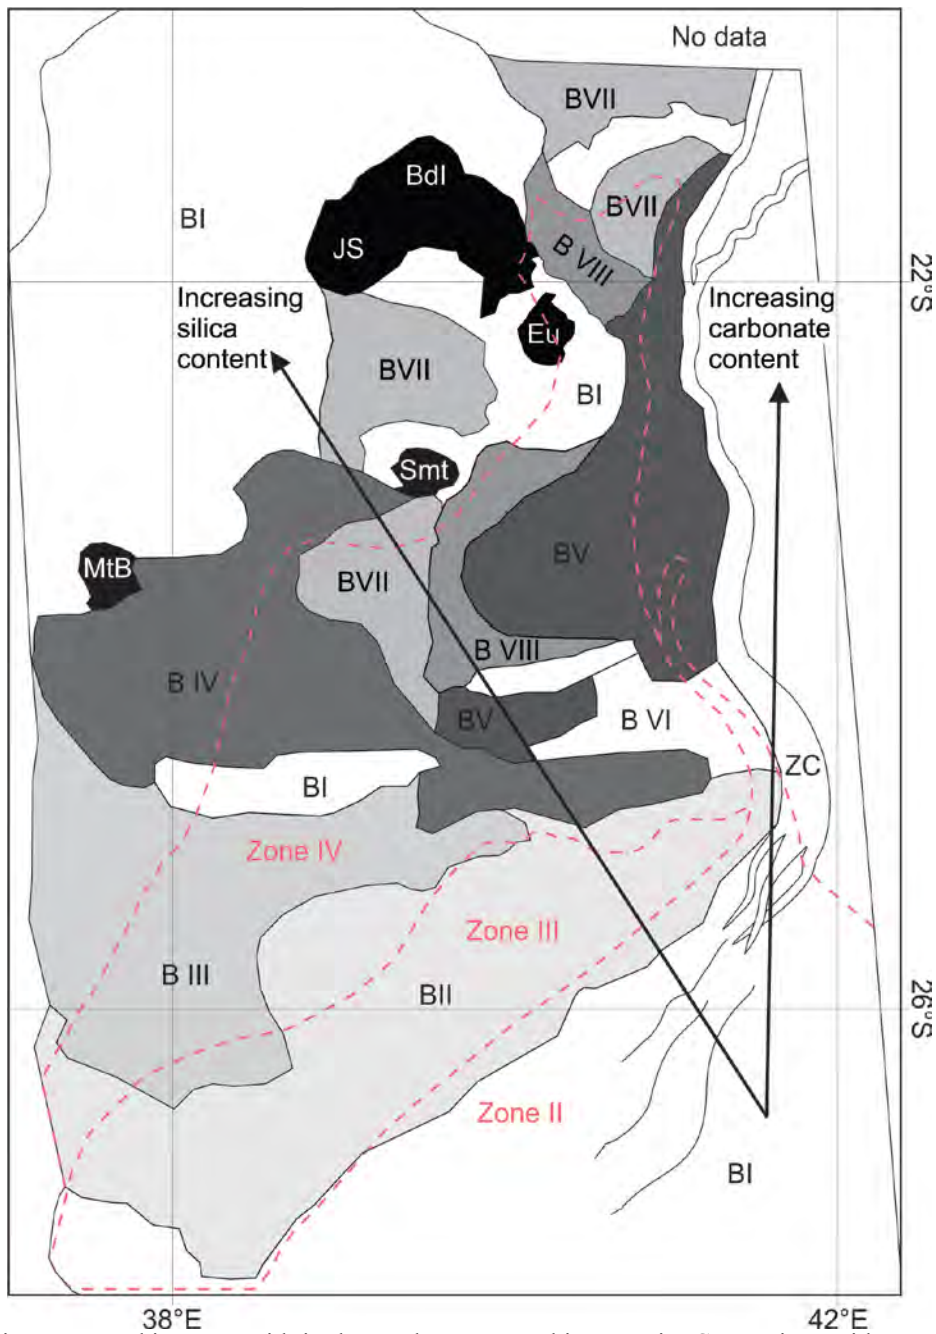 No data
BVII
BdI
BI
BVII
JS
B VIII
22°S
Increasing
silica
content
Increasing
carbonate
content
Eu
BVII
BI
Smt
BV
MtB
BVII
B VIII
B IV
BV
B VI
ZC
BI
Zone IV
Zone III
B III
BII
26°S
Zone II
BI
38°E
42°E